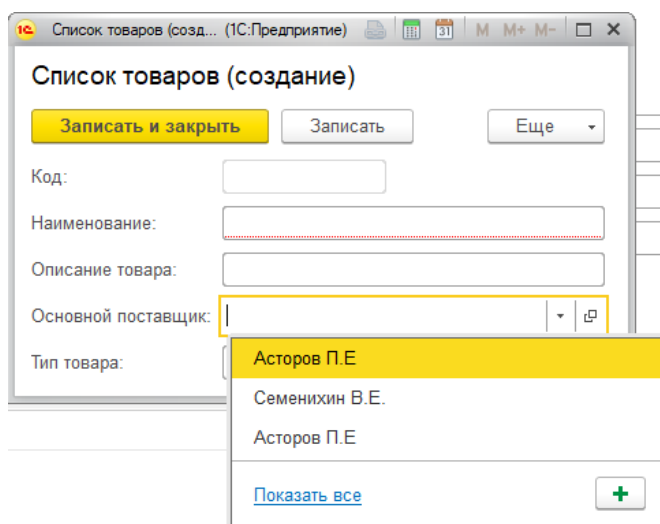 1С Список товаров (созд... (1С:Предприятие) 31 M M+ M-
Список товаров (создание)
Записать и закрыть Записать Еще
Код:
Наименование:
Описание товара:
Основной поставщик:
Тип товара:
Асторов П.Е
Семенихин В.Е.
Асторов П.Е
Показать все